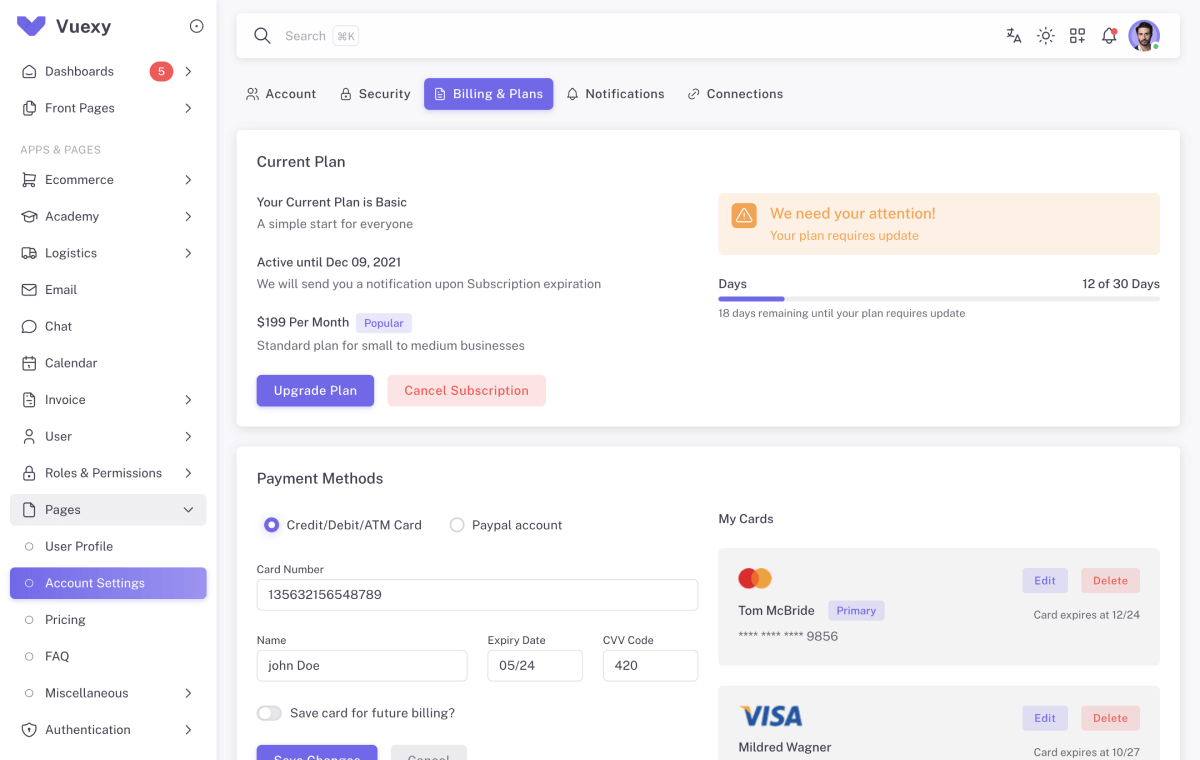 Vuexy
Dashboards 5
Front Pages
APPS & PAGES
Ecommerce
Academy
Logistics
Email
Chat
Calendar
Invoice
User
Roles & Permissions
Pages
User Profile
Account Settings
Pricing
FAQ
Miscellaneous
Authentication
Search ⌘K
Account Security Billing & Plans Notifications Connections
Current Plan
Your Current Plan is Basic
A simple start for everyone
Active until Dec 09, 2021
We will send you a notification upon Subscription expiration
$199 Per Month Popular
Standard plan for small to medium businesses
Upgrade Plan Cancel Subscription
We need your attention!
Your plan requires update
Days 12 of 30 Days
18 days remaining until your plan requires update
Payment Methods
Credit/Debit/ATM Card Paypal account
Card Number
135632156548789
Name Expiry Date CVV Code
john Doe 05/24 420
Save card for future billing?
Save Changes Cancel
My Cards
Edit Delete
Tom McBride Primary
Card expires at 12/24
**** **** **** 9856
VISA Edit Delete
Mildred Wagner
Card expires at 10/27